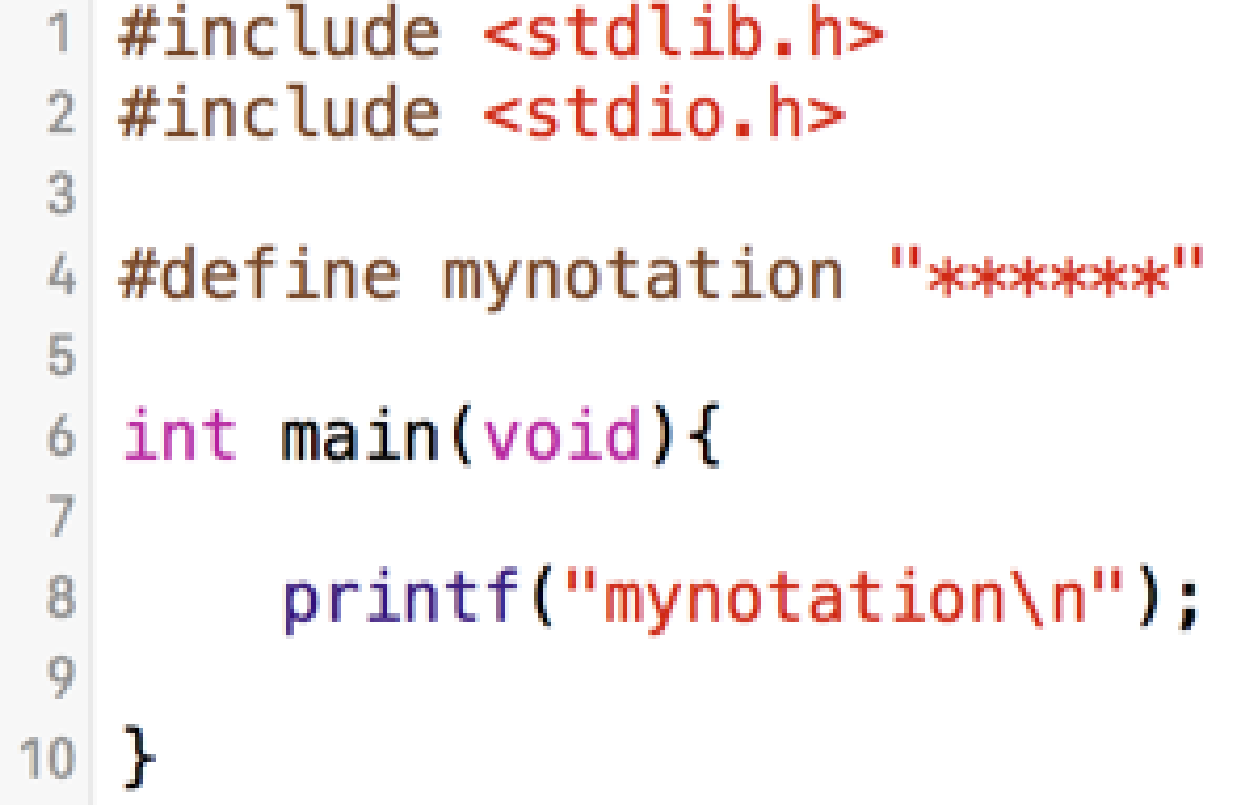 1 #include <stdlib.h>
2 #include <stdio.h>
3
4 #define mynotation "******"
5
6 int main(void){
7
8     printf("mynotation\n");
9
10 }